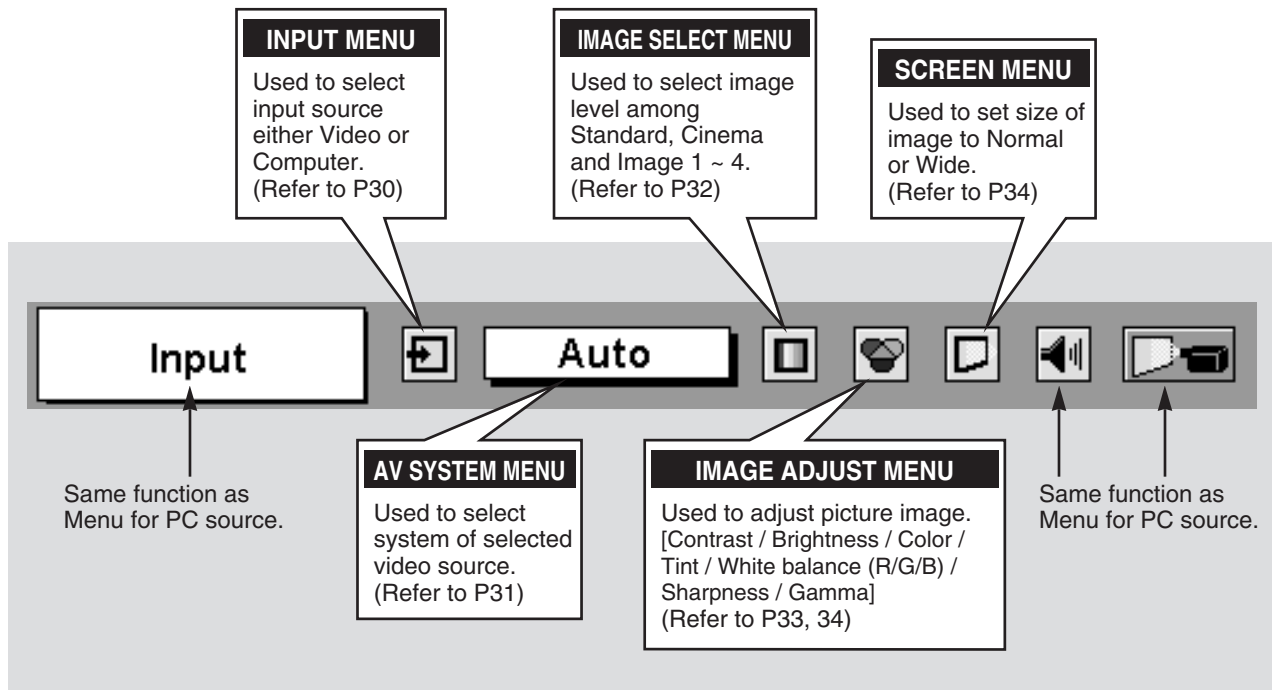 INPUT MENU
Used to select
input source
either Video or
Computer.
(Refer to P30)
IMAGE SELECT MENU
Used to select image
level among
Standard, Cinema
and Image 1 ~ 4.
(Refer to P32)
SCREEN MENU
Used to set size of
image to Normal
or Wide.
(Refer to P34)
Input
Auto
Same function as
Menu for PC source.
AV SYSTEM MENU
Used to select
system of selected
video source.
(Refer to P31)
IMAGE ADJUST MENU
Used to adjust picture image.
[Contrast / Brightness / Color /
Tint / White balance (R/G/B) /
Sharpness / Gamma]
(Refer to P33, 34)
Same function as
Menu for PC source.